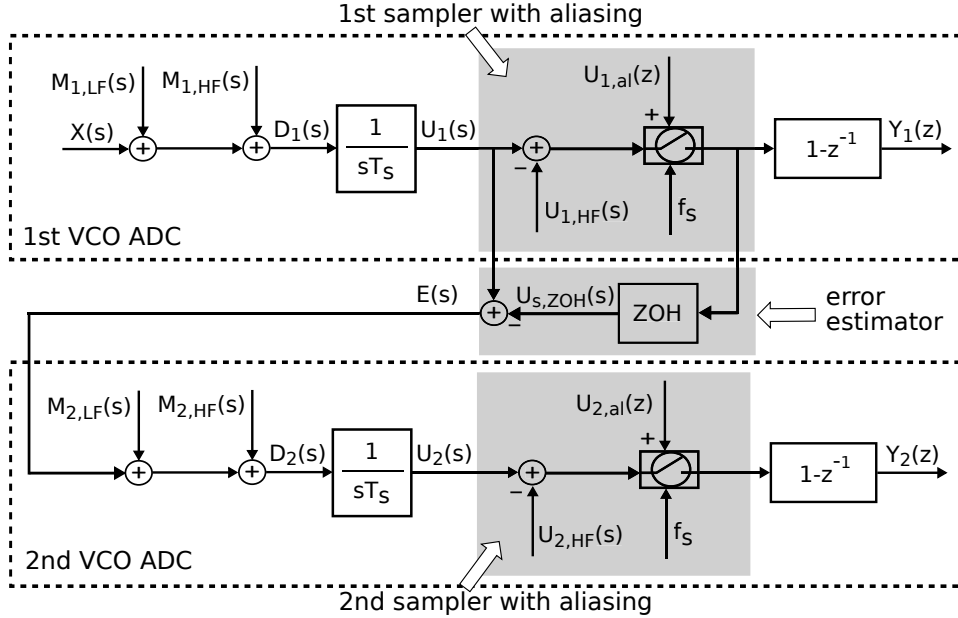 1st sampler with aliasing
M1,LF(s) M1,HF(s) U1,al(z)
X(s) D1(s) U1(s) + Y1(z)
+ + + 1-z^-1
1
sTs
-
U1,HF(s) fs
1st VCO ADC
E(s) Us,ZOH(s) ZOH error
+ - estimator
M2,LF(s) M2,HF(s) U2,al(z)
D2(s) U2(s) + Y2(z)
+ + + 1-z^-1
1
sTs
-
U2,HF(s) fs
2nd VCO ADC
2nd sampler with aliasing